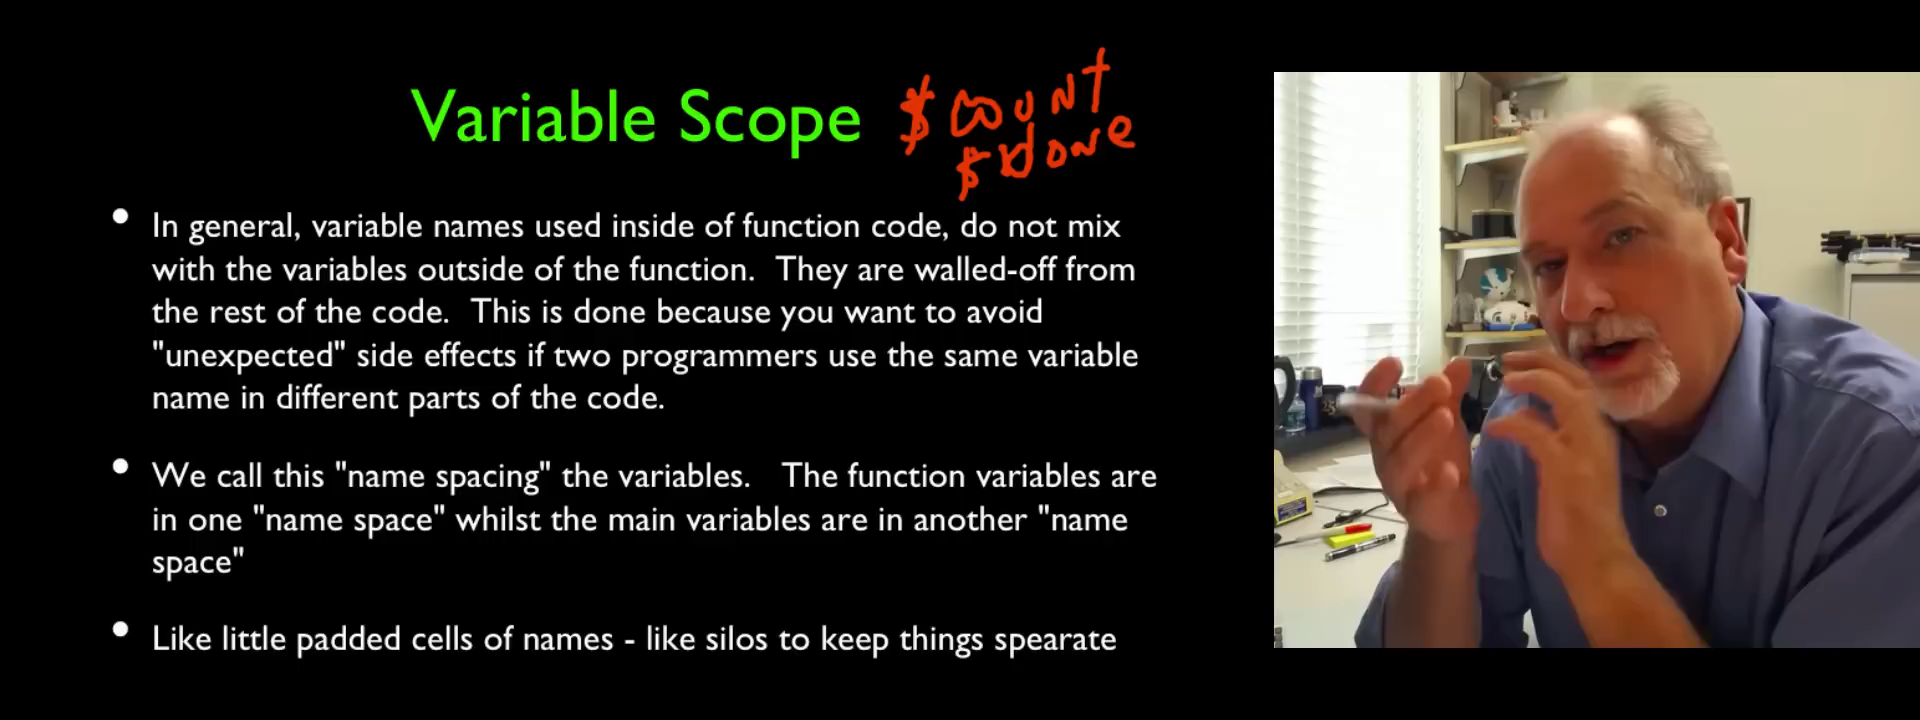 Variable Scope $ count
$ done
• In general, variable names used inside of function code, do not mix
with the variables outside of the function. They are walled-off from
the rest of the code. This is done because you want to avoid
"unexpected" side effects if two programmers use the same variable
name in different parts of the code.
• We call this "name spacing" the variables. The function variables are
in one "name space" whilst the main variables are in another "name
space"
• Like little padded cells of names - like silos to keep things spearate